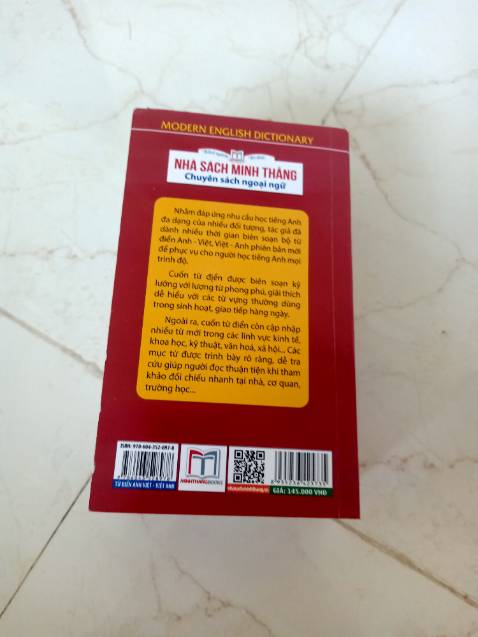 MODERN ENGLISH DICTIONARY
NHÀ SÁCH MINH THẮNG
Chuyên sách ngoại ngữ
Nhằm đáp ứng nhu cầu học tiếng Anh
đa dạng của nhiều đối tượng, tác giả đã
dành nhiều thời gian biên soạn bộ từ
điển Anh - Việt, Việt - Anh phiên bản mới
để phục vụ cho người học tiếng Anh mọi
trình độ.
Cuốn từ điển được biên soạn kỹ
lưỡng với lượng từ phong phú, giải thích
dễ hiểu với các từ vựng thường dùng
trong sinh hoạt, giao tiếp hàng ngày.
Ngoài ra, cuốn từ điển còn cập nhập
nhiều từ mới trong các lĩnh vực kinh tế,
khoa học, kỹ thuật, văn hoá, xã hội... Các
mục từ được trình bày rõ ràng, dễ tra
cứu giúp người đọc thuận tiện khi tham
khảo đối chiếu nhanh tại nhà, cơ quan,
trường học...
MINHTHANGBOOKS
TỪ ĐIỂN ANH VIỆT - VIỆT ANH
GIÁ: 145.000 VNĐ